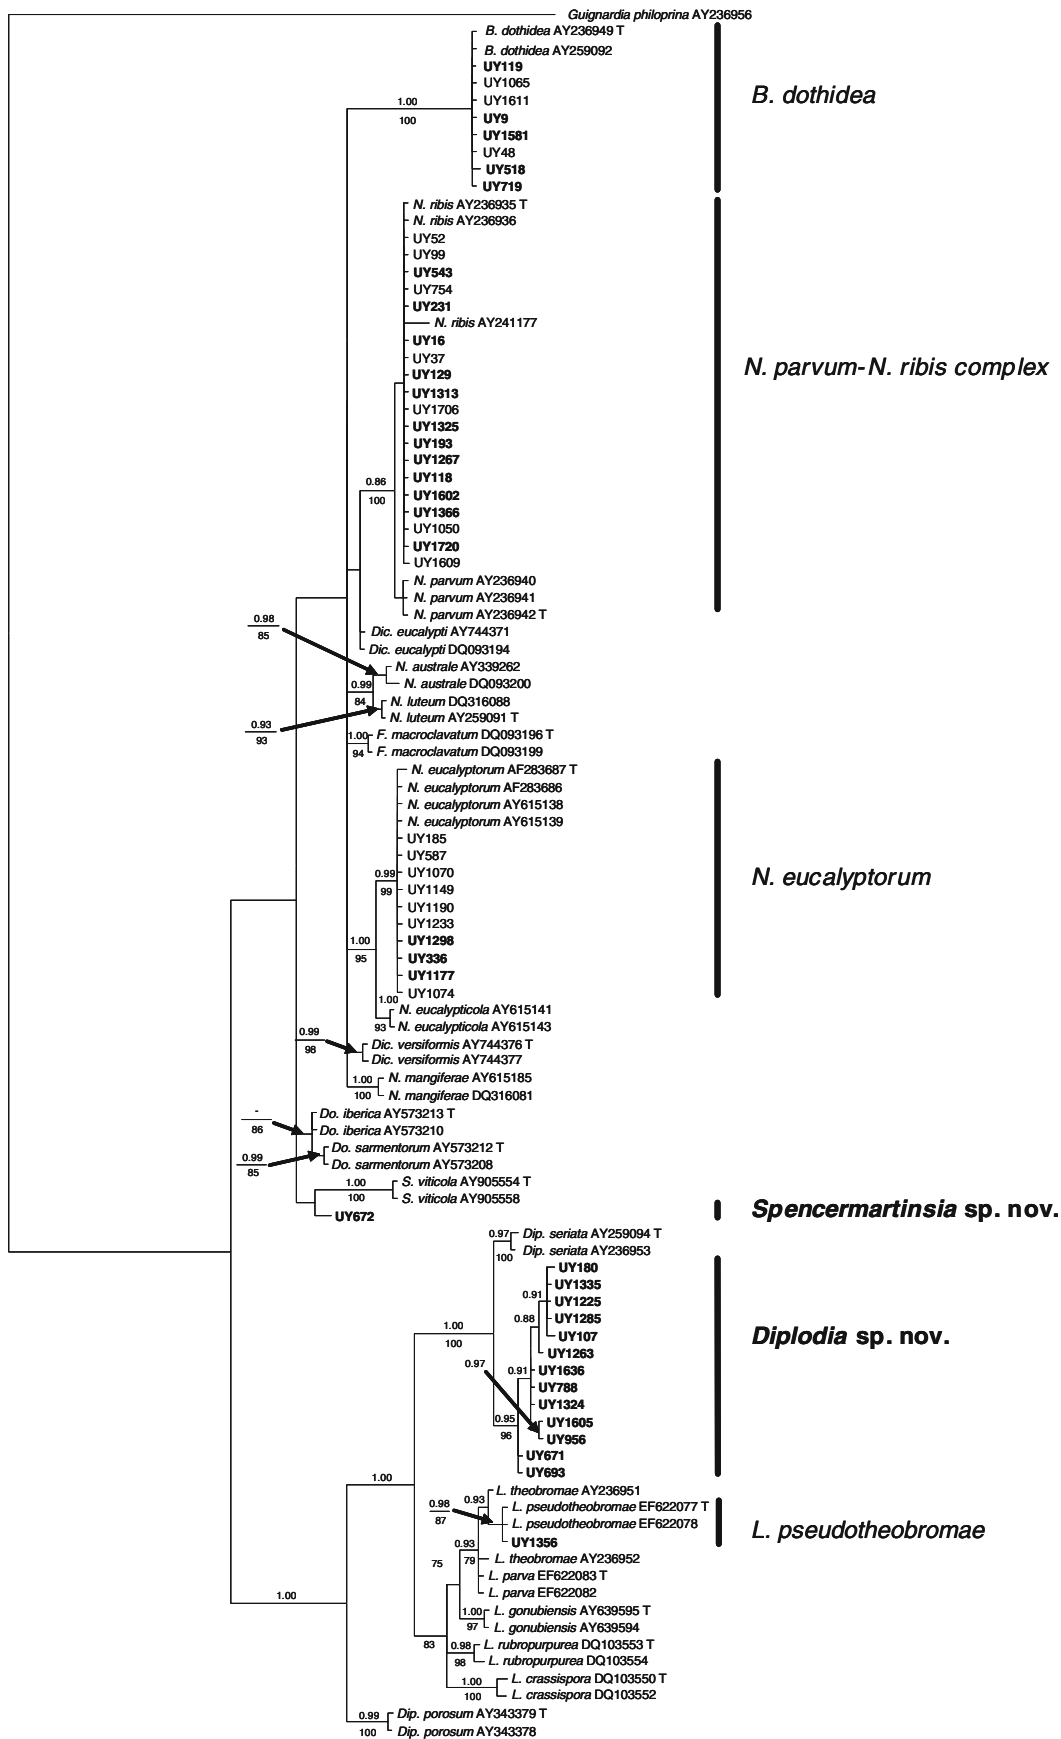 Guignardia philoprina AY236956
B. dothidea AY236949 T
B. dothidea AY259092
UY119
UY1065
B. dothidea
UY1611
1.00
100
UY9
UY1581
UY48
UY518
UY719
N. ribis AY236935 T
N. ribis AY236936
UY52
UY99
UY543
UY754
UY231
N. ribis AY241177
UY16
UY37
N. parvum-N. ribis complex
UY129
UY1313
UY1706
UY1325
UY193
UY1267
UY118
0.86
100
UY1602
UY1366
UY1050
UY1720
UY1609
N. parvum AY236940
N. parvum AY236941
N. parvum AY236942 T
0.98
85
Dic. eucalypti AY744371
Dic. eucalypti DQ093194
N. australe AY339262
N. australe DQ093200
0.99
84
N. luteum DQ316088
N. luteum AY259091 T
0.93
93
F. macroclavatum DQ093196 T
1.00
94
F. macroclavatum DQ093199
N. eucalyptorum AF283687 T
N. eucalyptorum AF283686
N. eucalyptorum AY615138
N. eucalyptorum AY615139
UY185
UY587
0.99
99
UY1070
N. eucalyptorum
UY1149
UY1190
UY1233
1.00
95
UY1298
UY336
UY1177
UY1074
1.00
93
N. eucalypticola AY615141
N. eucalypticola AY615143
0.99
98
Dic. versiformis AY744376 T
Dic. versiformis AY744377
1.00
100
N. mangiferae AY615185
N. mangiferae DQ316081
-
86
Do. iberica AY573213 T
Do. iberica AY573210
0.99
85
Do. sarmentorum AY573212 T
Do. sarmentorum AY573208
1.00
100
S. viticola AY905554 T
S. viticola AY905558
UY672
Spencermartinsia sp. nov.
0.97
100
Dip. seriata AY259094 T
Dip. seriata AY236953
UY180
UY1335
0.91
UY1225
0.88
UY1285
1.00
100
UY107
Diplodia sp. nov.
UY1263
0.97
0.91
UY1636
UY788
UY1324
0.95
96
UY1605
UY956
UY671
UY693
1.00
L. theobromae AY236951
0.93
0.98
87
L. pseudotheobromae EF622077 T
L. pseudotheobromae EF622078
L. pseudotheobromae
UY1356
0.93
79
L. theobromae AY236952
75
L. parva EF622083 T
L. parva EF622082
1.00
1.00
97
L. gonubiensis AY639595 T
L. gonubiensis AY639594
83
0.98
98
L. rubropurpurea DQ103553 T
L. rubropurpurea DQ103554
1.00
100
L. crassispora DQ103550 T
L. crassispora DQ103552
0.99
100
Dip. porosum AY343379 T
Dip. porosum AY343378